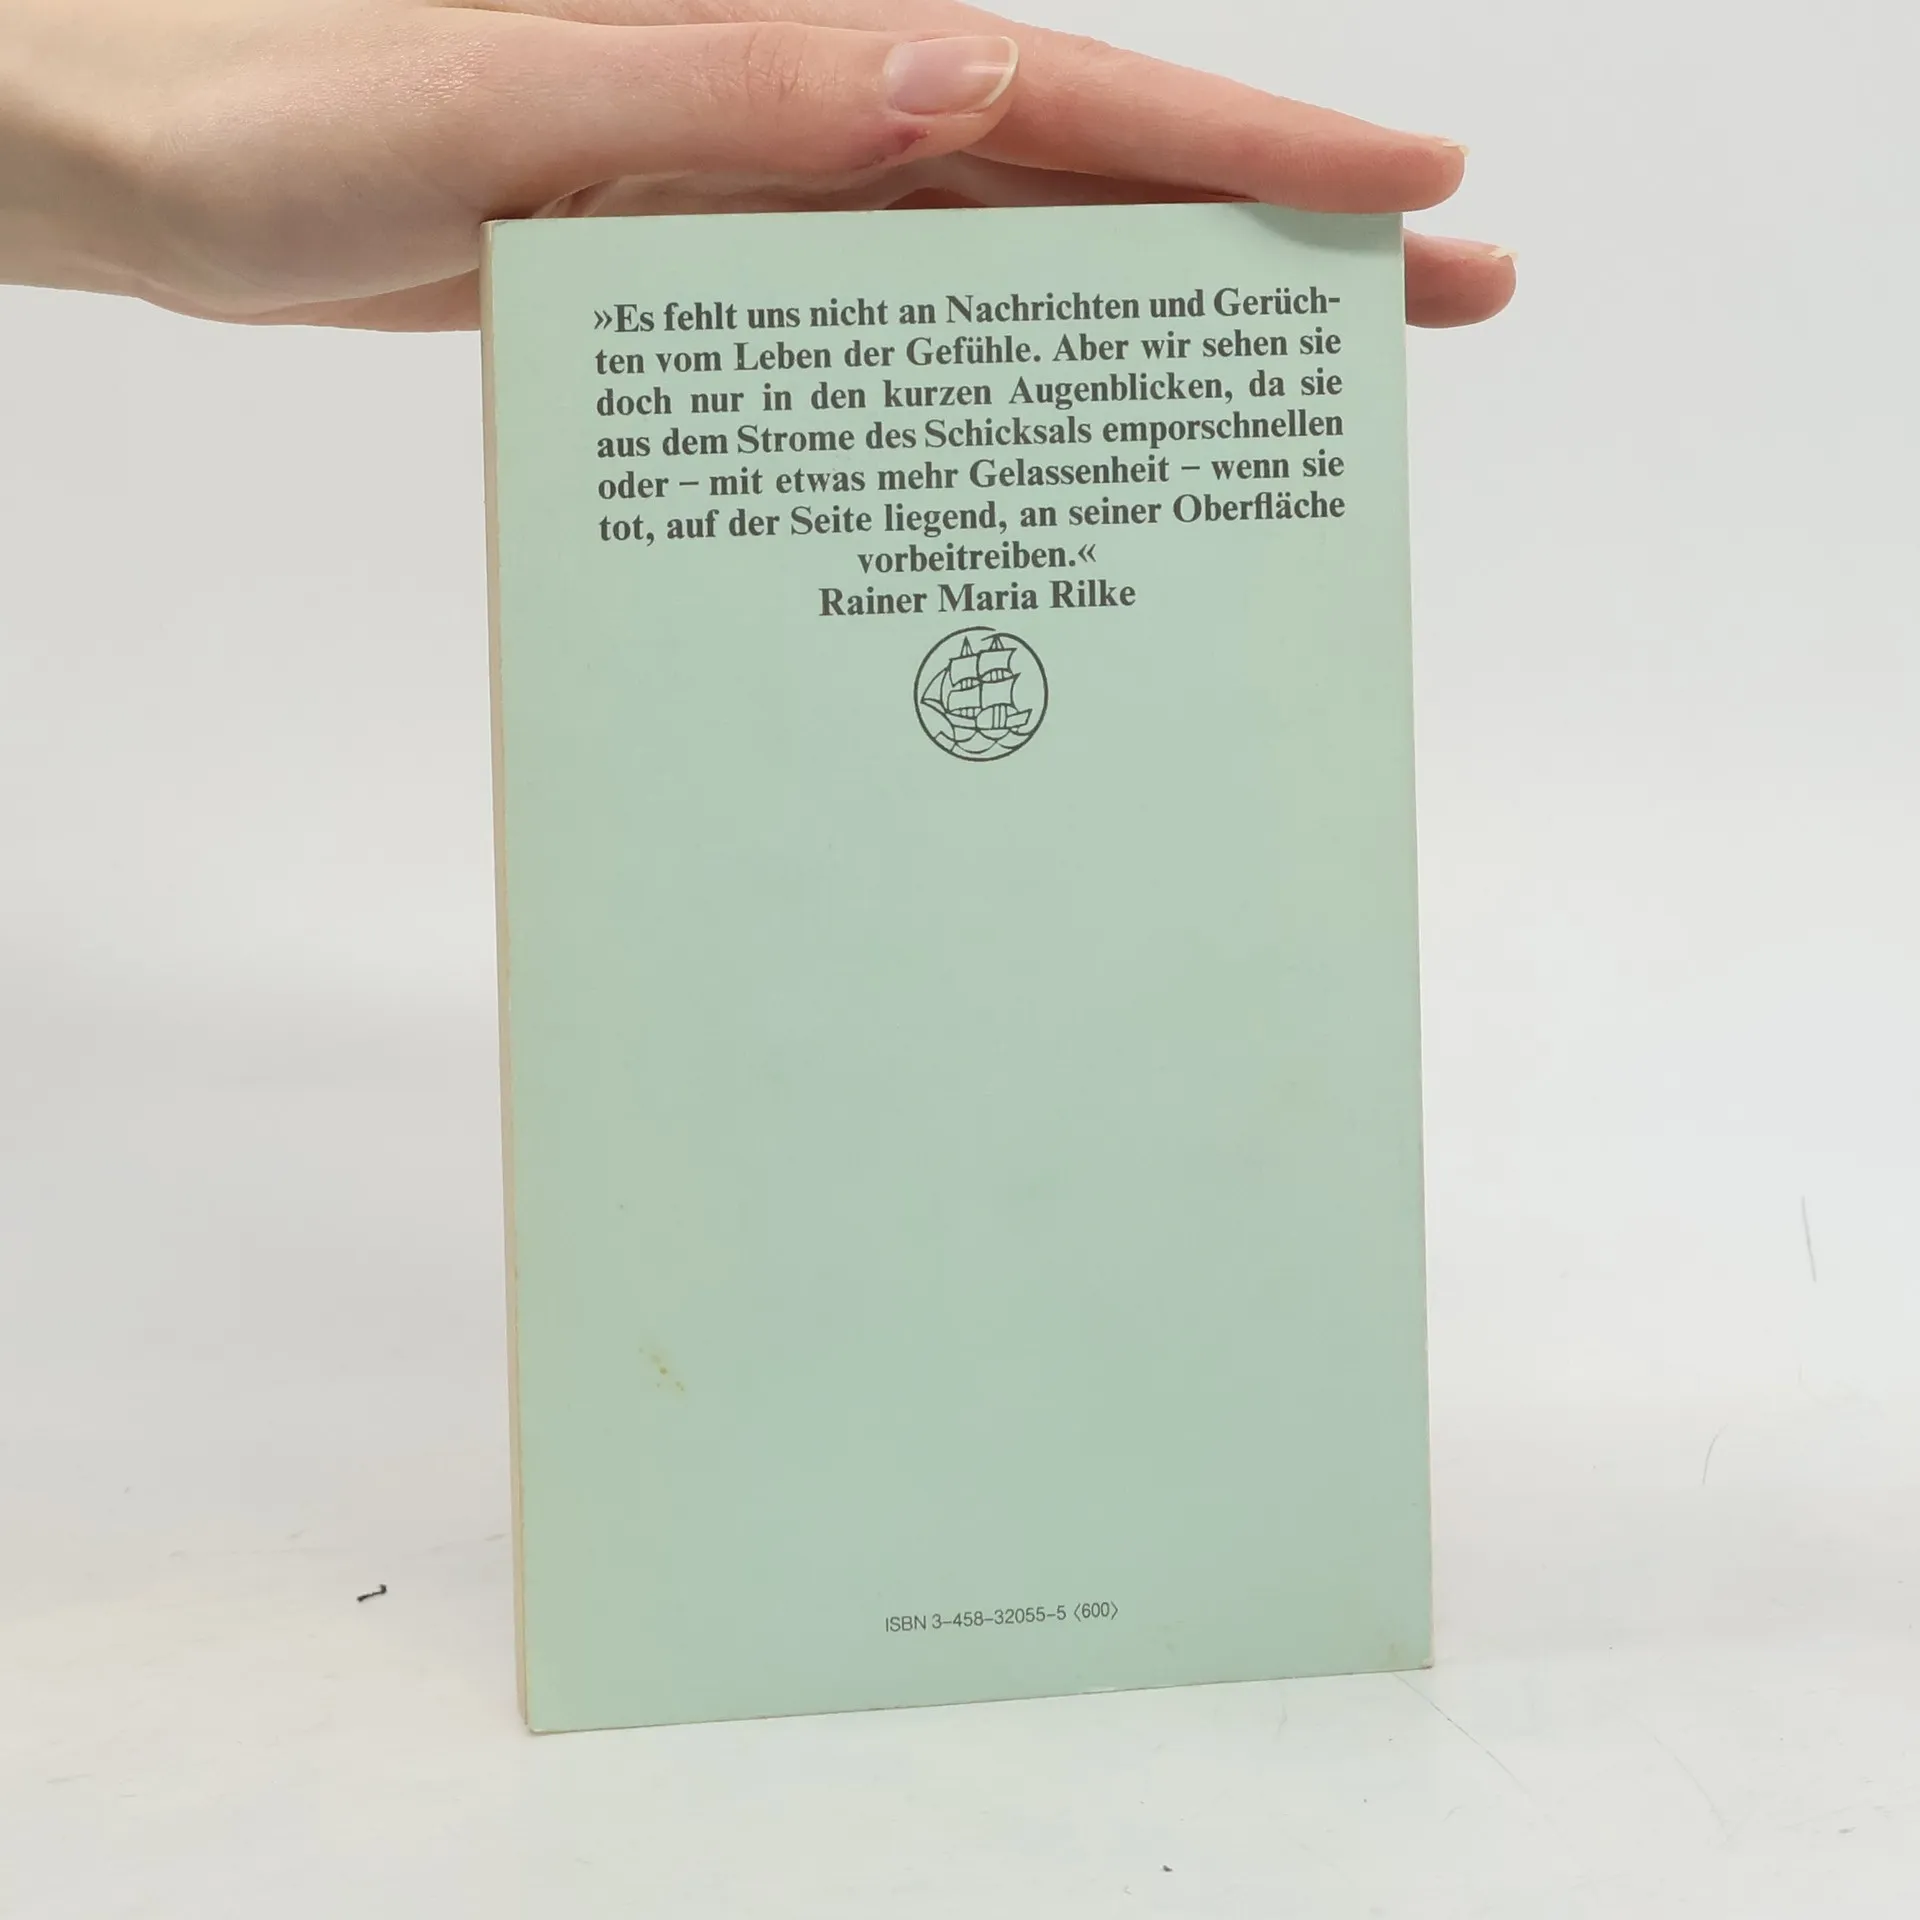 »Es fehlt uns nicht an Nachrichten und Gerüch-
ten vom Leben der Gefühle. Aber wir sehen sie
doch nur in den kurzen Augenblicken, da sie
aus dem Strome des Schicksals emporschnellen
oder – mit etwas mehr Gelassenheit – wenn sie
tot, auf der Seite liegend, an seiner Oberfläche
vorbeitreiben.«
Rainer Maria Rilke
ISBN 3–458–32055–5 〈600〉